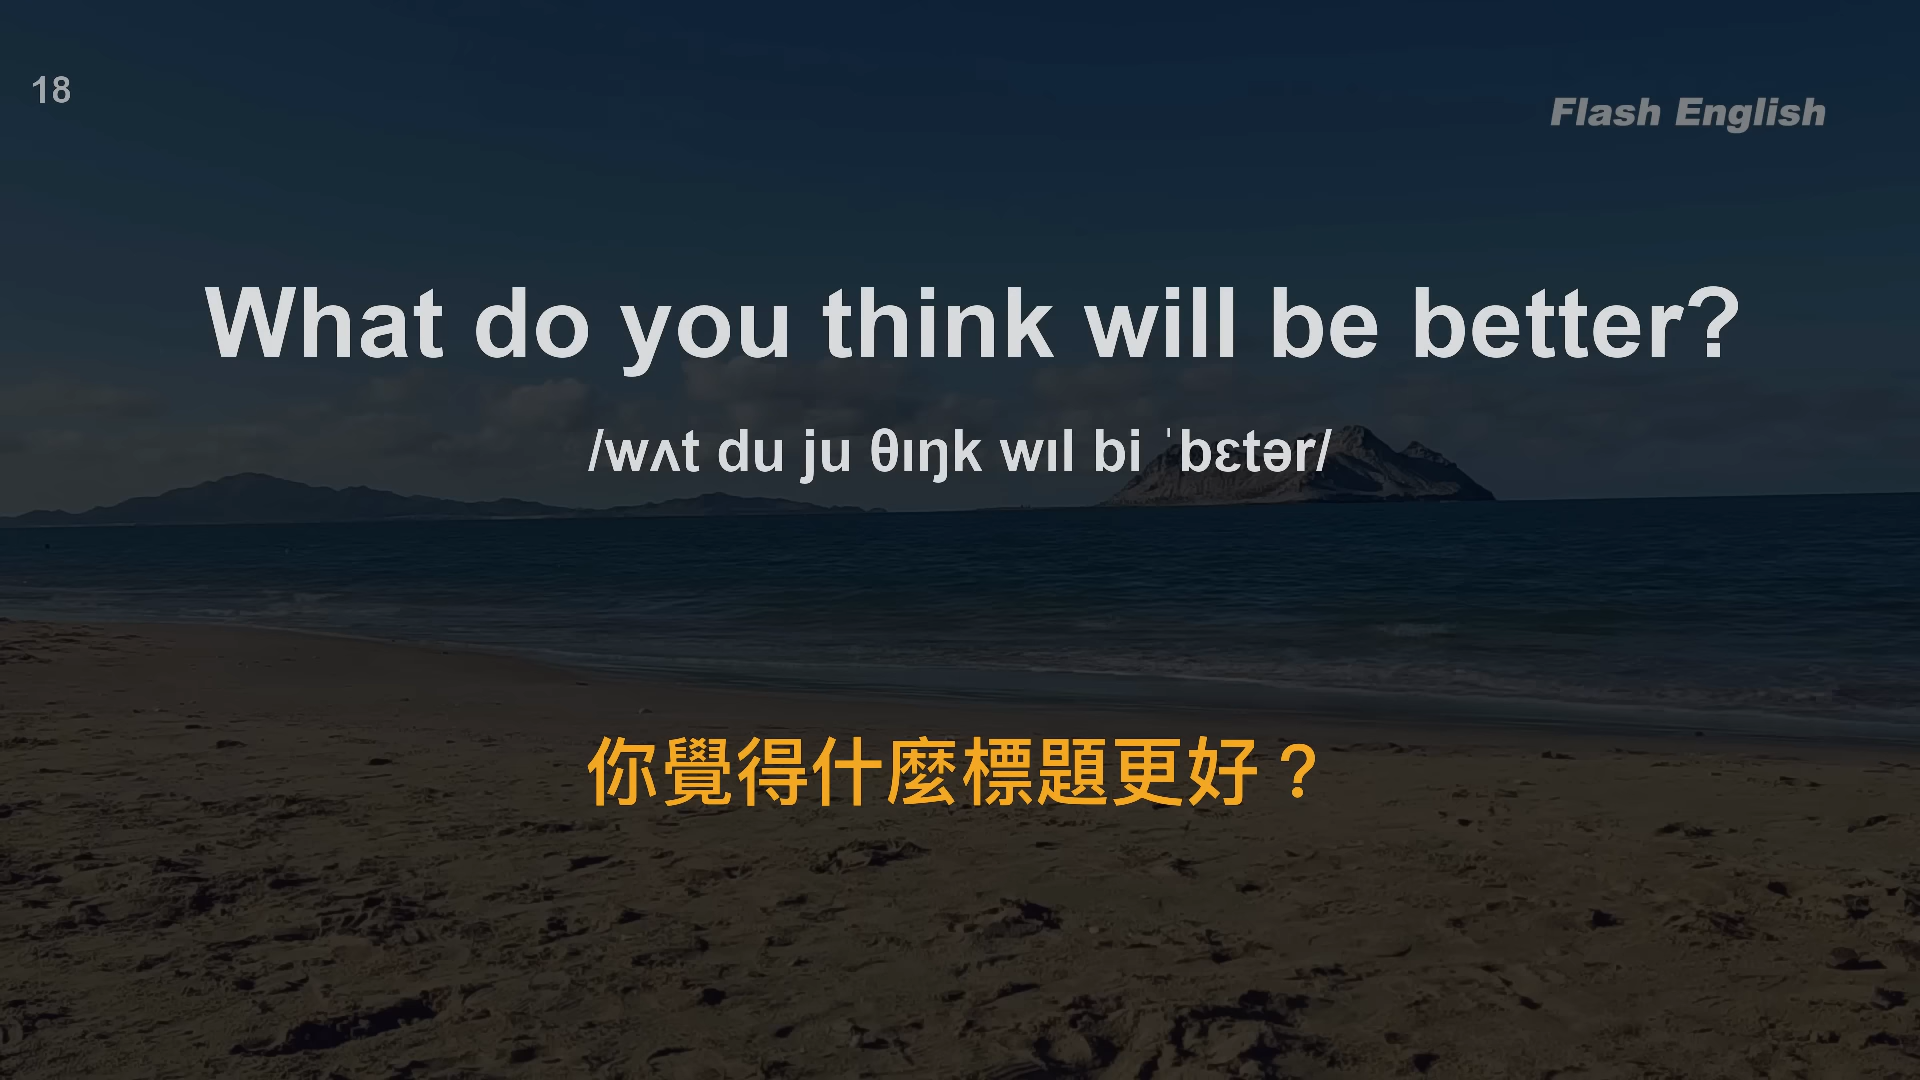 18
Flash English
What do you think will be better?
/wʌt du ju θɪŋk wɪl bi ˈbɛtər/
你覺得什麼標題更好？